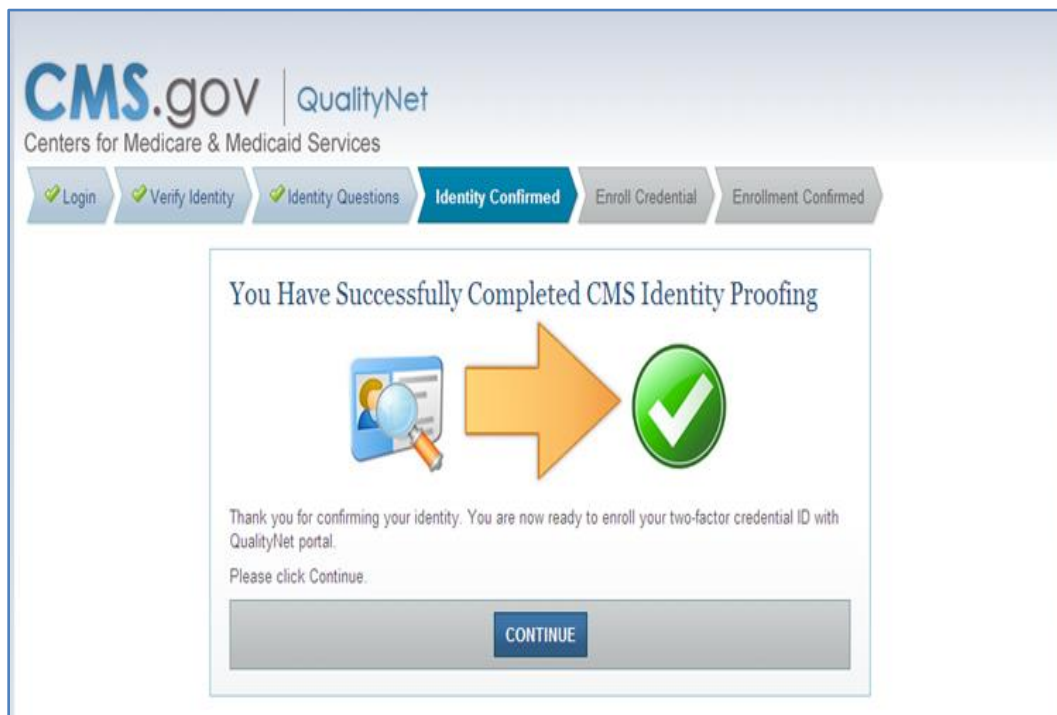 CMS.gov | QualityNet
Centers for Medicare & Medicaid Services
Login Verify Identity Identity Questions Identity Confirmed Enroll Credential Enrollment Confirmed
You Have Successfully Completed CMS Identity Proofing
Thank you for confirming your identity. You are now ready to enroll your two-factor credential ID with
QualityNet portal.
Please click Continue.
CONTINUE